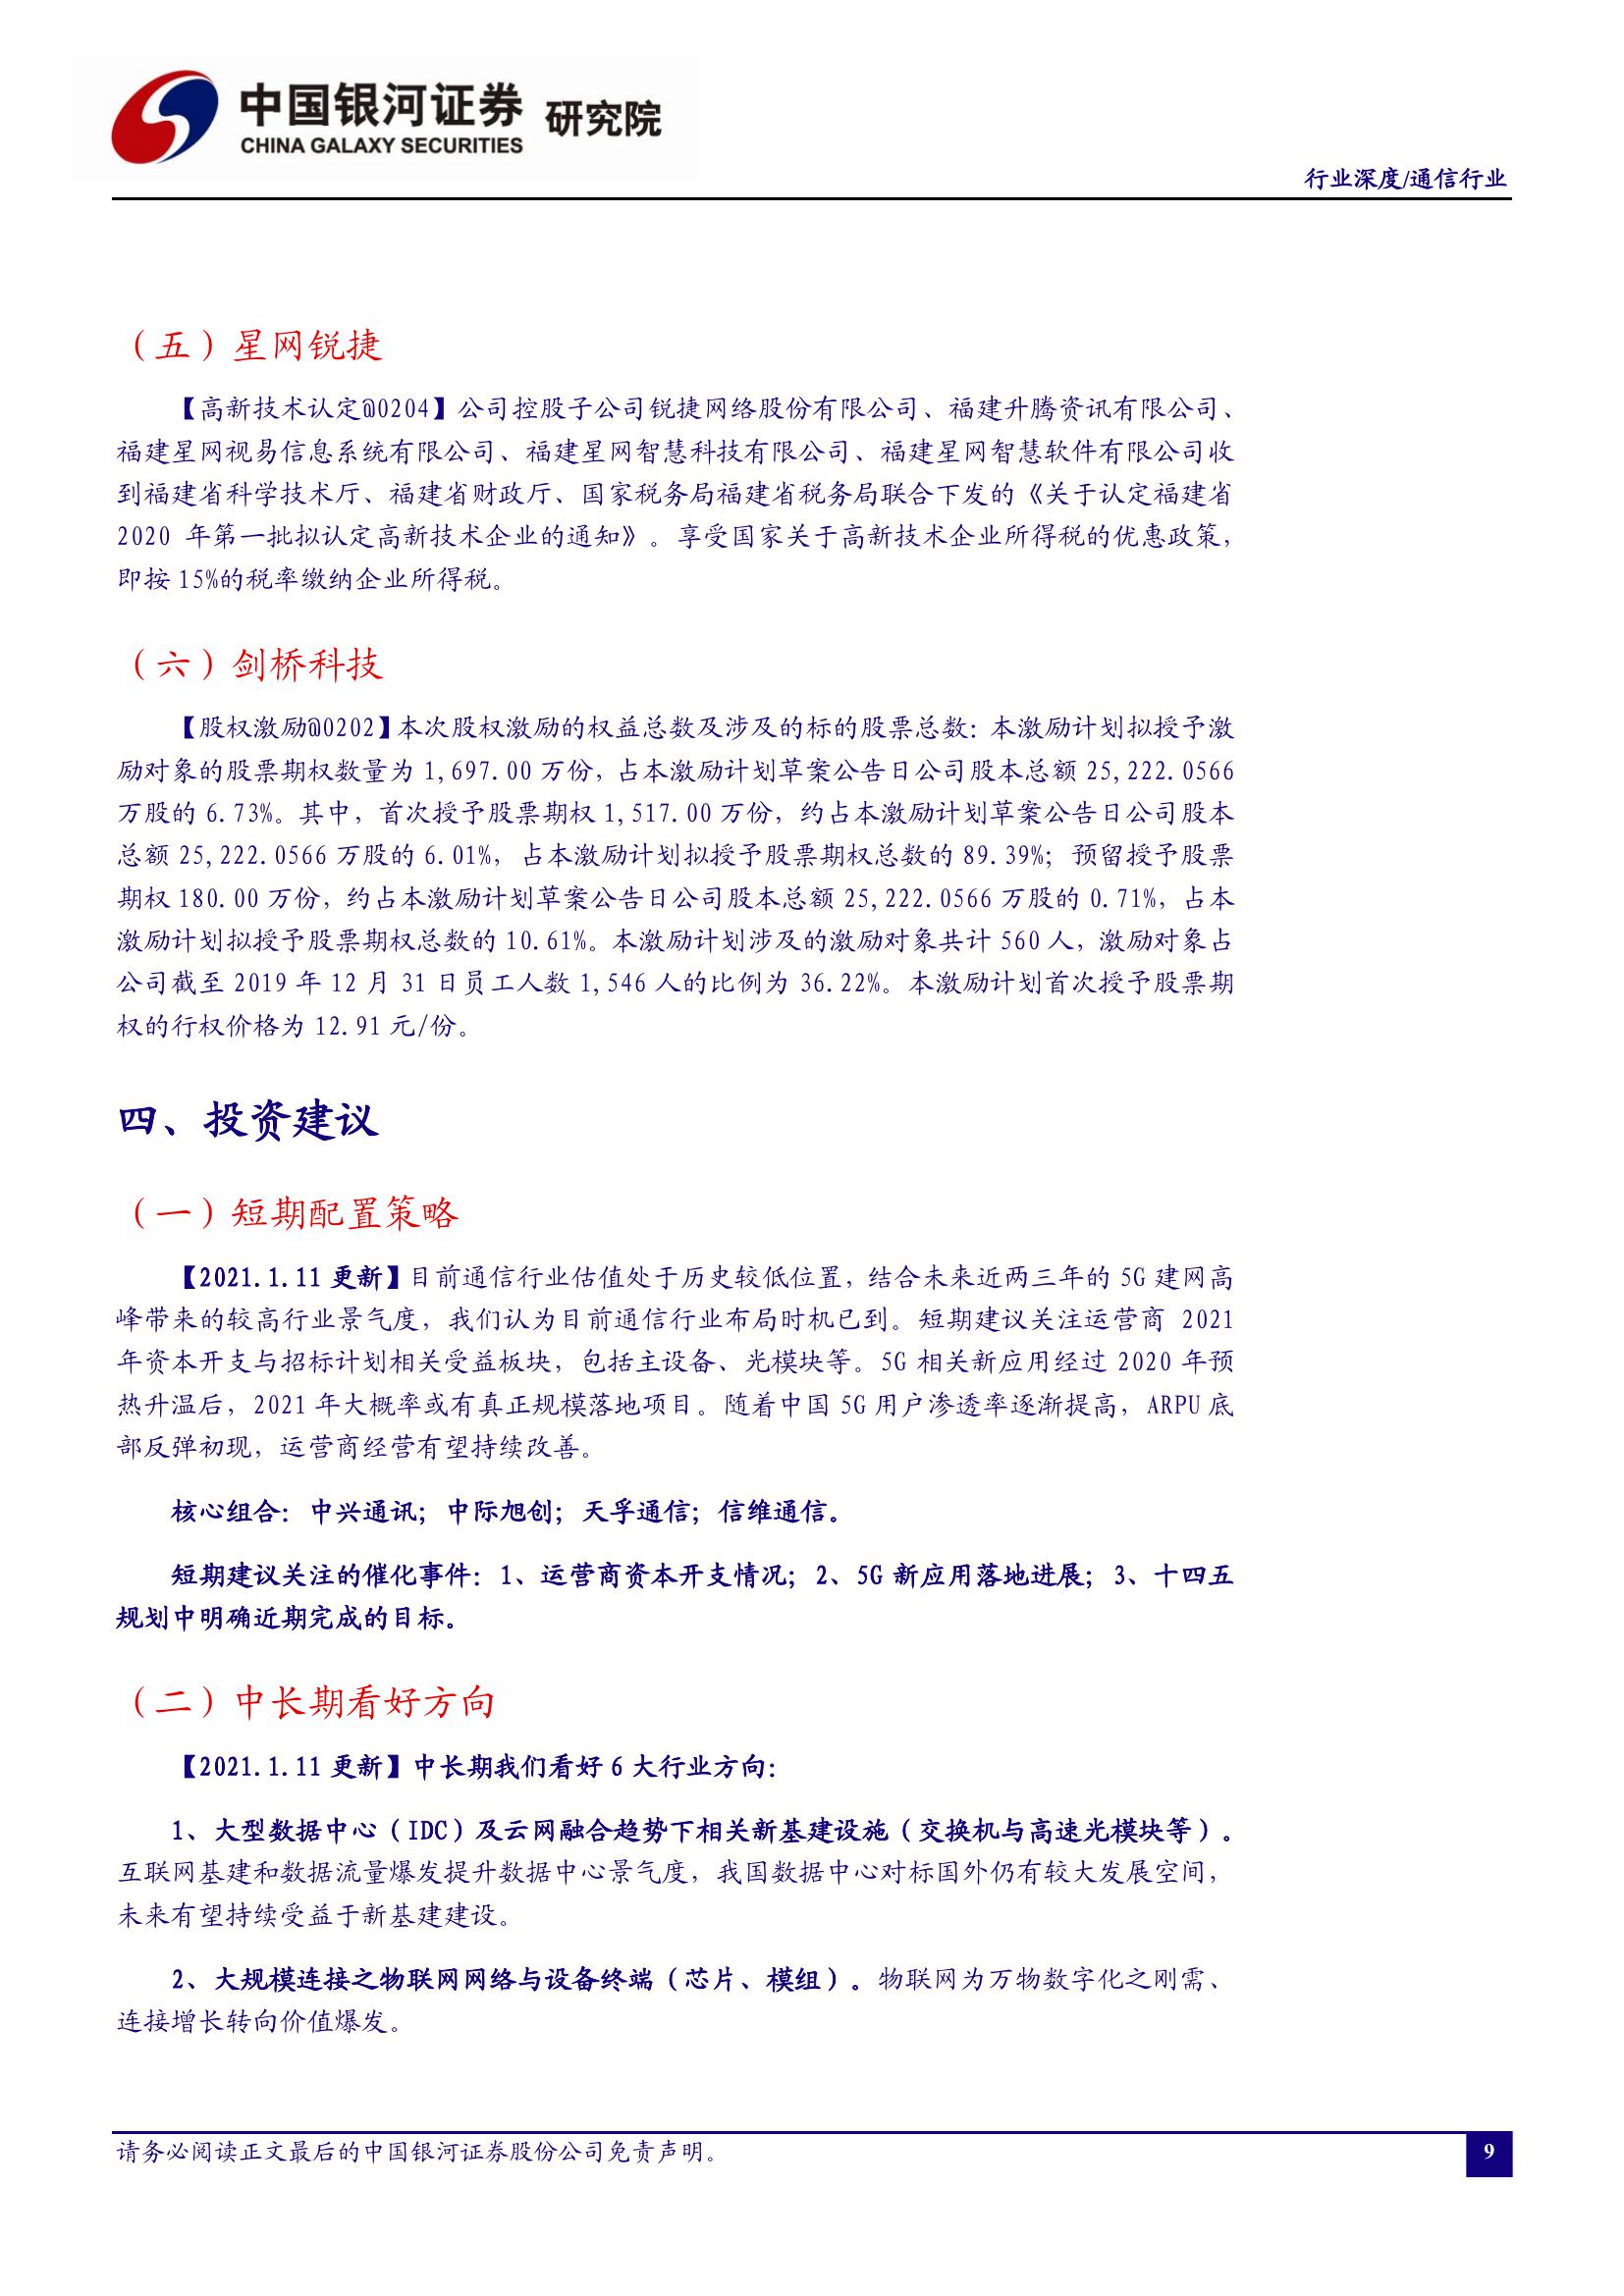 中国银河证券 研究院
CHINA GALAXY SECURITIES
行业深度/通信行业
（五）星网锐捷
【高新技术认定@0204】公司控股子公司锐捷网络股份有限公司、福建升腾资讯有限公司、
福建星网视易信息系统有限公司、福建星网智慧科技有限公司、福建星网智慧软件有限公司收
到福建省科学技术厅、福建省财政厅、国家税务局福建省税务局联合下发的《关于认定福建省
2020 年第一批拟认定高新技术企业的通知》。享受国家关于高新技术企业所得税的优惠政策，
即按 15%的税率缴纳企业所得税。
（六）剑桥科技
【股权激励@0202】本次股权激励的权益总数及涉及的标的股票总数：本激励计划拟授予激
励对象的股票期权数量为 1,697.00 万份，占本激励计划草案公告日公司股本总额 25,222.0566
万股的 6.73%。其中，首次授予股票期权 1,517.00 万份，约占本激励计划草案公告日公司股本
总额 25,222.0566 万股的 6.01%，占本激励计划拟授予股票期权总数的 89.39%；预留授予股票
期权 180.00 万份，约占本激励计划草案公告日公司股本总额 25,222.0566 万股的 0.71%，占本
激励计划拟授予股票期权总数的 10.61%。本激励计划涉及的激励对象共计 560 人，激励对象占
公司截至 2019 年 12 月 31 日员工人数 1,546 人的比例为 36.22%。本激励计划首次授予股票期
权的行权价格为 12.91 元/份。
四、投资建议
（一）短期配置策略
【2021.1.11 更新】目前通信行业估值处于历史较低位置，结合未来近两三年的 5G 建网高
峰带来的较高行业景气度，我们认为目前通信行业布局时机已到。短期建议关注运营商 2021
年资本开支与招标计划相关受益板块，包括主设备、光模块等。5G 相关新应用经过 2020 年预
热升温后，2021 年大概率或有真正规模落地项目。随着中国 5G 用户渗透率逐渐提高，ARPU 底
部反弹初现，运营商经营有望持续改善。
核心组合：中兴通讯；中际旭创；天孚通信；信维通信。
短期建议关注的催化事件：1、运营商资本开支情况；2、5G 新应用落地进展；3、十四五
规划中明确近期完成的目标。
（二）中长期看好方向
【2021.1.11 更新】中长期我们看好 6 大行业方向：
1、大型数据中心（IDC）及云网融合趋势下相关新基建设施（交换机与高速光模块等）。
互联网基建和数据流量爆发提升数据中心景气度，我国数据中心对标国外仍有较大发展空间，
未来有望持续受益于新基建建设。
2、大规模连接之物联网网络与设备终端（芯片、模组）。物联网为万物数字化之刚需、
连接增长转向价值爆发。
请务必阅读正文最后的中国银河证券股份公司免责声明。
9